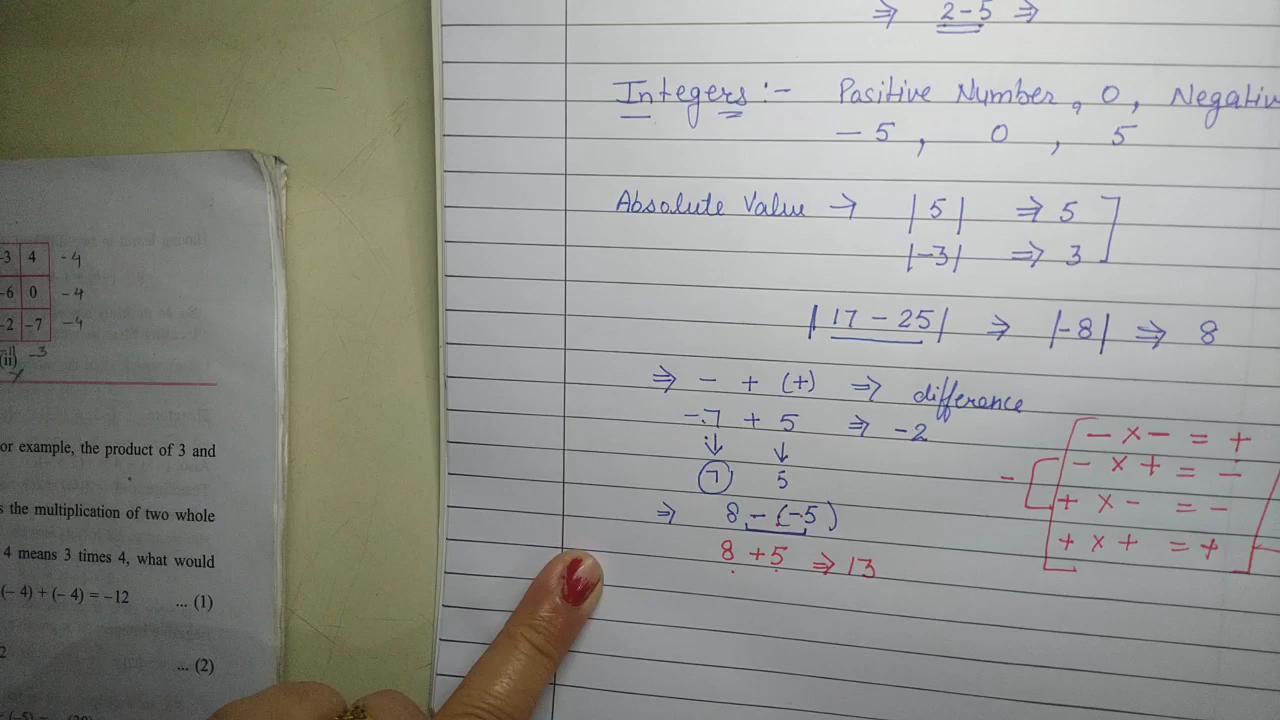 ⇒ 2-5 ⇒
Integers :- Positive Number, 0, Negativ
-5 , 0 , 5
Absolute Value → |5| ⇒ 5
|-3| ⇒ 3
|17 - 25| ⇒ |-8| ⇒ 8
⇒ - + (+) ⇒ difference
-7 + 5 ⇒ -2
↓ ↓
7 5
⇒ 8 - (-5)
8 + 5 ⇒ 13
- × - = +
- - × + = -
+ × - = -
+ × + = +
-3 4 -4
-6 0 -4
-2 -7 -4
(ii) -3
or example, the product of 3 and
s the multiplication of two whole
4 means 3 times 4, what would
(- 4) + (- 4) = -12 ... (1)
2 ... (2)